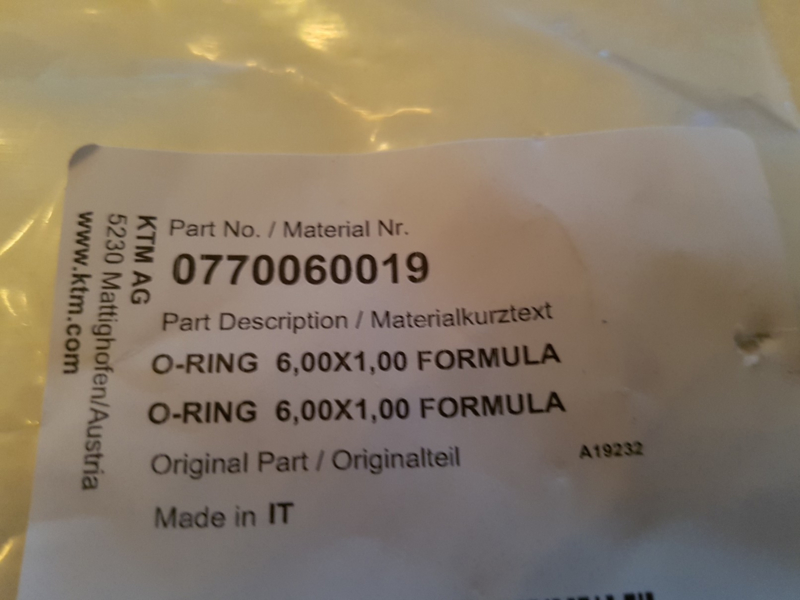 KTM AG
5230 Mattighofen/Austria
www.ktm.com
Part No. / Material Nr.
0770060019
Part Description / Materialkurztext
O-RING 6,00X1,00 FORMULA
O-RING 6,00X1,00 FORMULA
Original Part / Originalteil
A19232
Made in IT